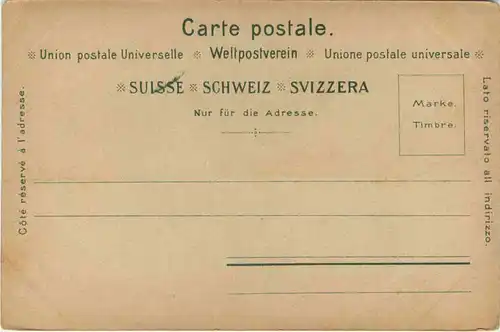 Carte postale.
※ Union postale Universelle ※ Weltpostverein ※ Unione postale universale ※
※ SUISSE ※ SCHWEIZ ※ SVIZZERA
Nur für die Adresse.
Marke.
Timbre.
Côté réservé à l'adresse.
Lato riservato all indirizzo.